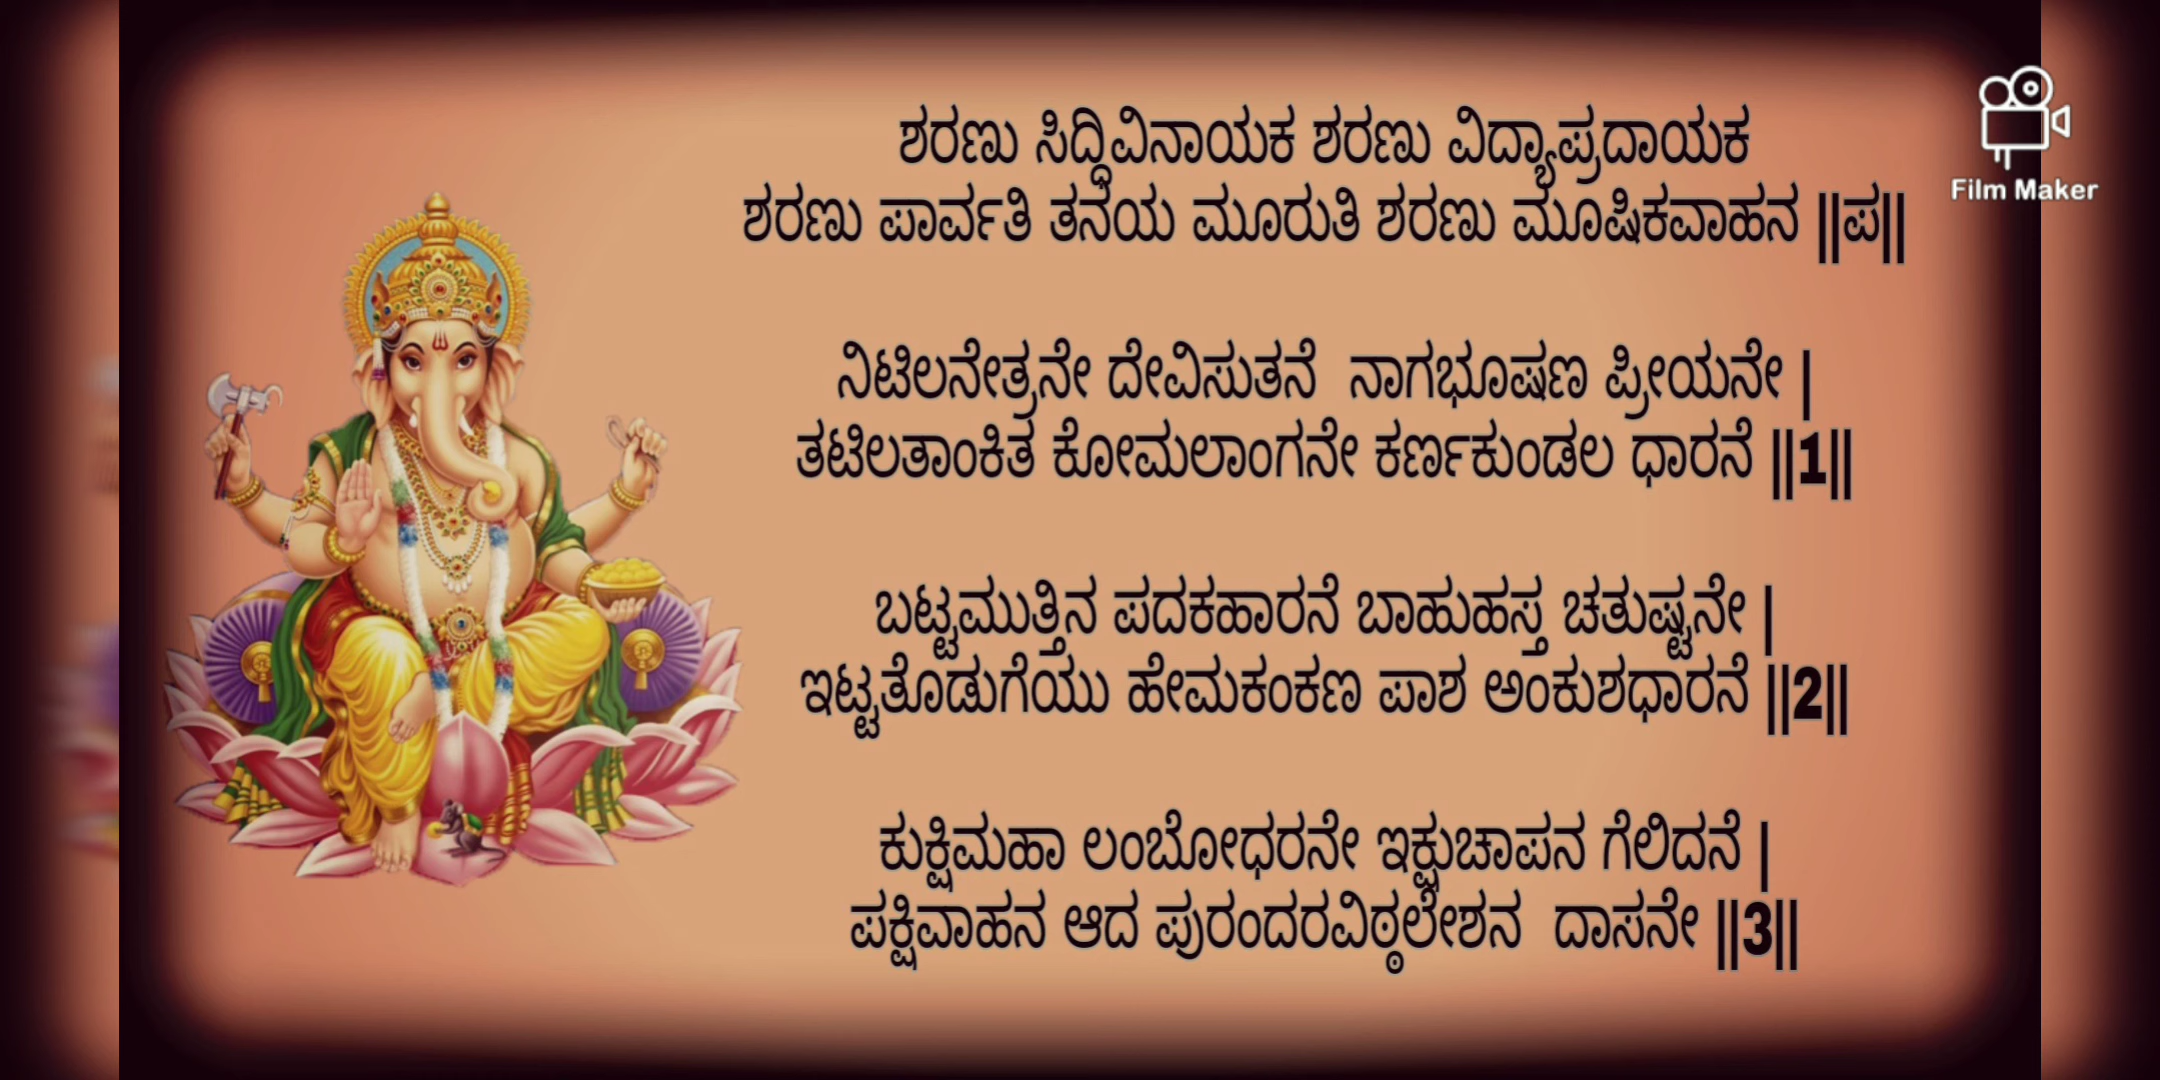 ಶರಣು ಸಿದ್ಧಿವಿನಾಯಕ ಶರಣು ವಿದ್ಯಾಪ್ರದಾಯಕ
ಶರಣು ಪಾರ್ವತಿ ತನಯ ಮೂರುತಿ ಶರಣು ಮೂಷಿಕವಾಹನ ||ಪ||
ನಿಟಿಲನೇತ್ರನೇ ದೇವಿಸುತನೆ ನಾಗಭೂಷಣ ಪ್ರೀಯನೇ |
ತಟಿಲತಾಂಕಿತ ಕೋಮಲಾಂಗನೇ ಕರ್ಣಕುಂಡಲ ಧಾರನೆ ||1||
ಬಟ್ಟಮುತ್ತಿನ ಪದಕಹಾರನೆ ಬಾಹುಹಸ್ತ ಚತುಷ್ಟನೇ |
ಇಟ್ಟತೊಡುಗೆಯು ಹೇಮಕಂಕಣ ಪಾಶ ಅಂಕುಶಧಾರನೆ ||2||
ಕುಕ್ಷಿಮಹಾ ಲಂಬೋಧರನೇ ಇಕ್ಷುಚಾಪನ ಗೆಲಿದನೆ |
ಪಕ್ಷಿವಾಹನ ಆದ ಪುರಂದರವಿಠ್ಠಲೇಶನ ದಾಸನೇ ||3||
Film Maker